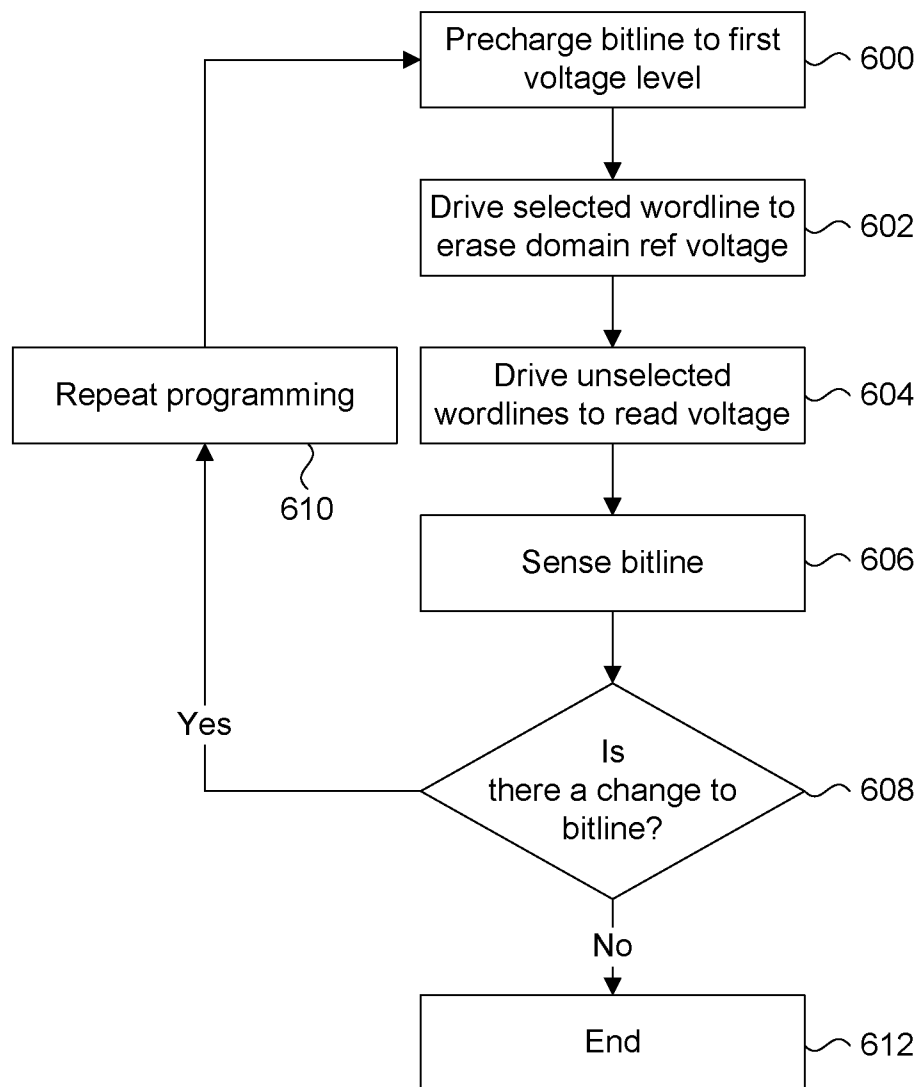 Precharge bitline to first
voltage level
600
Drive selected wordline to
erase domain ref voltage
602
Drive unselected
wordlines to read voltage
604
Repeat programming
610
Sense bitline
606
Yes
Is
there a change to
bitline?
608
No
End
612